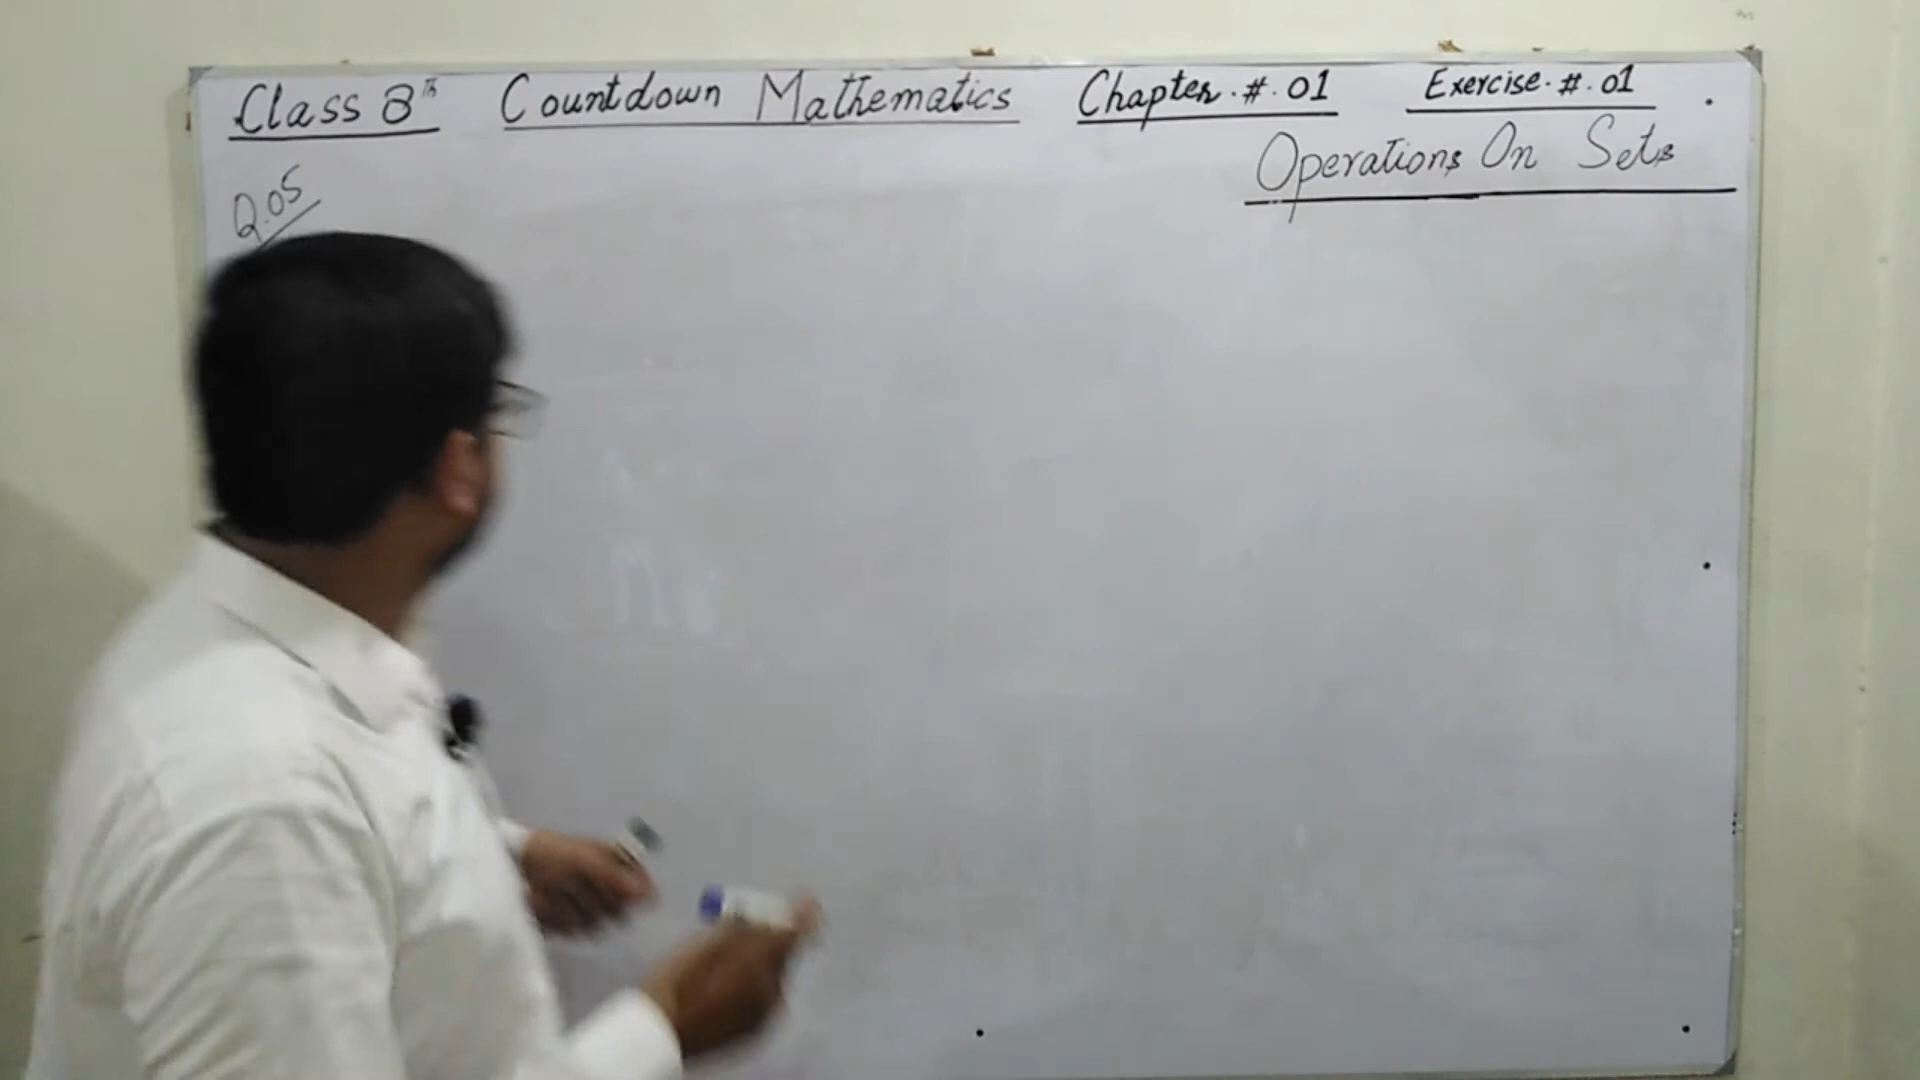 Class 8th Countdown Mathematics Chapter.#.01 Exercise.#.01
Operations On Sets
Q.05